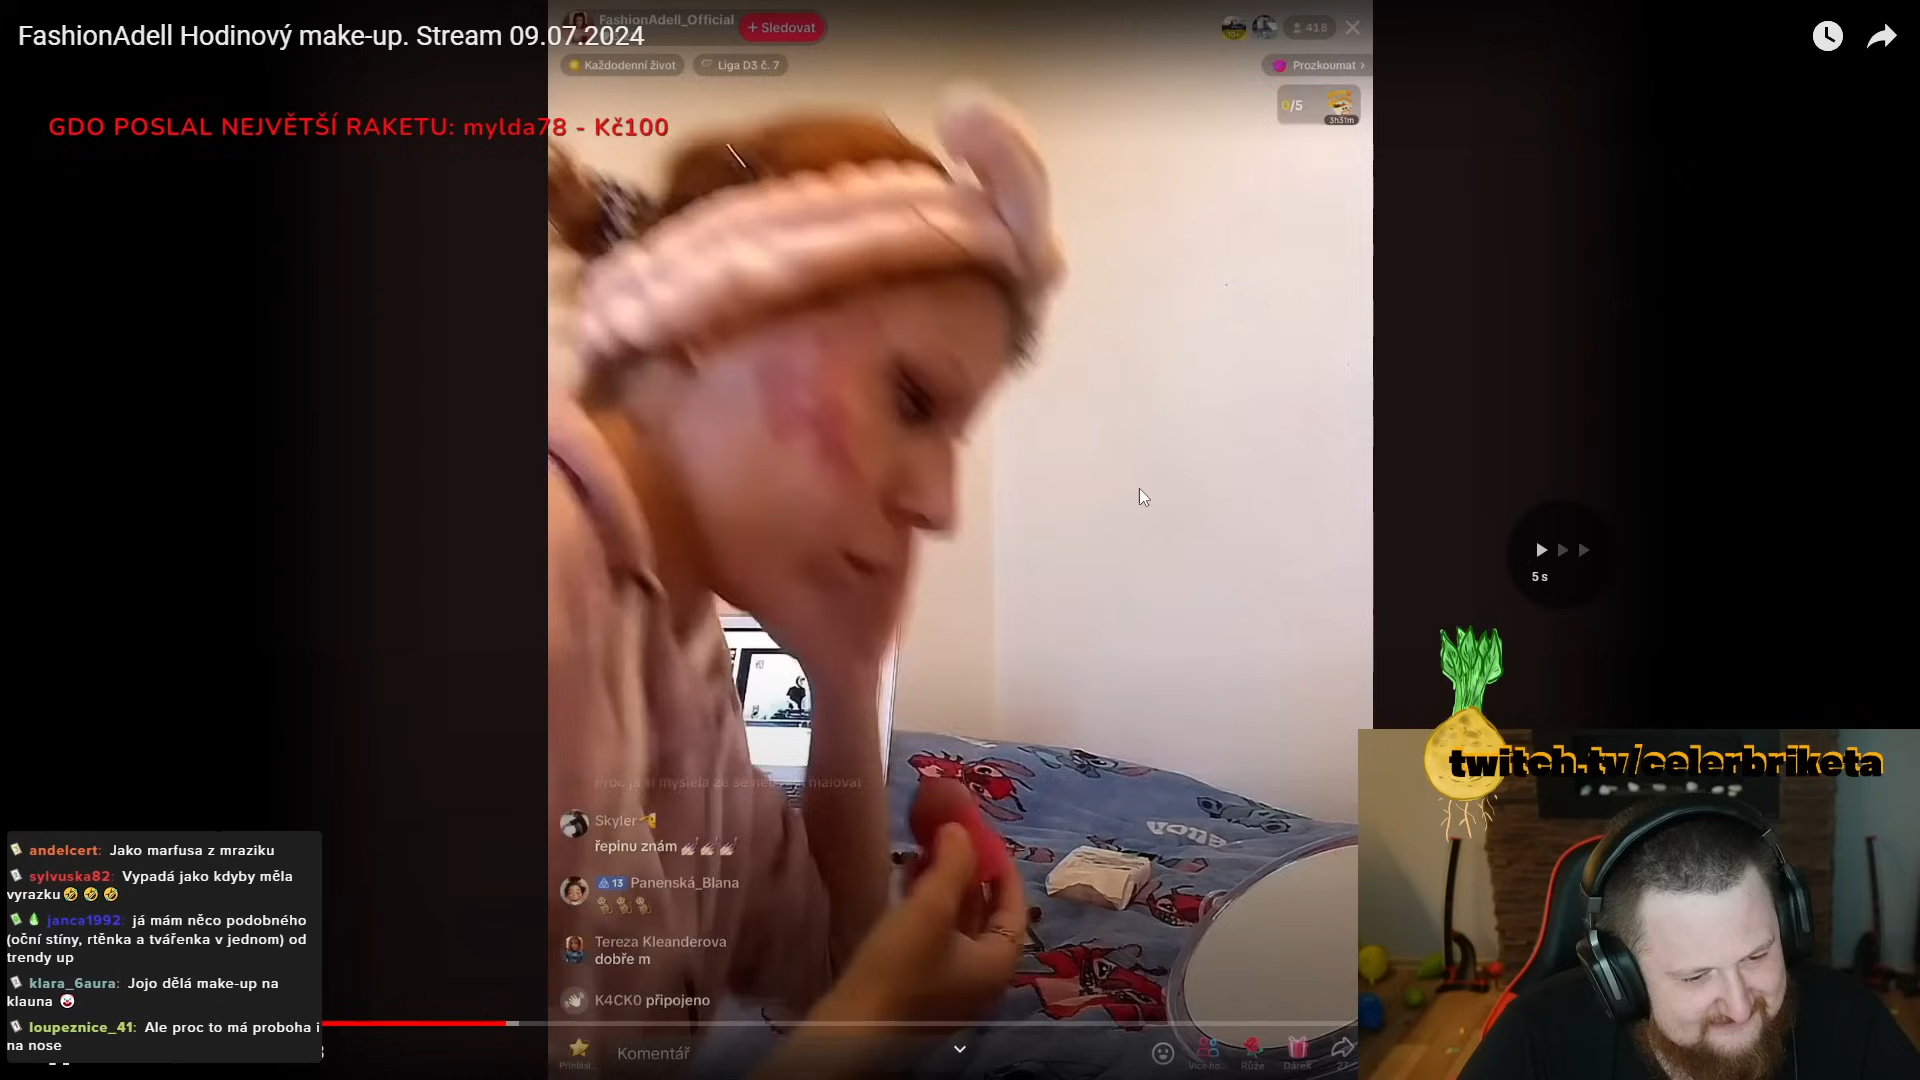 FashionAdell Hodinový make-up. Stream 09.07.2024
FashionAdell_Official
+ Sledovat
418
Každodenní život
Liga D3 č. 7
Prozkoumat >
0/5
3h31m
GDO POSLAL NEJVĚTŠÍ RAKETU: mylda78 - Kč100
5 s
twitch.tv/celerbriketa
Skyler
řepinu znám
13 Panenská_Blana
Tereza Kleanderova
dobře m
K4CK0 připojeno
Komentář
Růže
Dárek
27
andelcert: Jako marfusa z mraziku
sylvuska82: Vypadá jako kdyby měla
vyrazku
janca1992: já mám něco podobného
(oční stíny, rtěnka a tvářenka v jednom) od
trendy up
klara_6aura: Jojo dělá make-up na
klauna
loupeznice_41: Ale proc to má proboha i
na nose